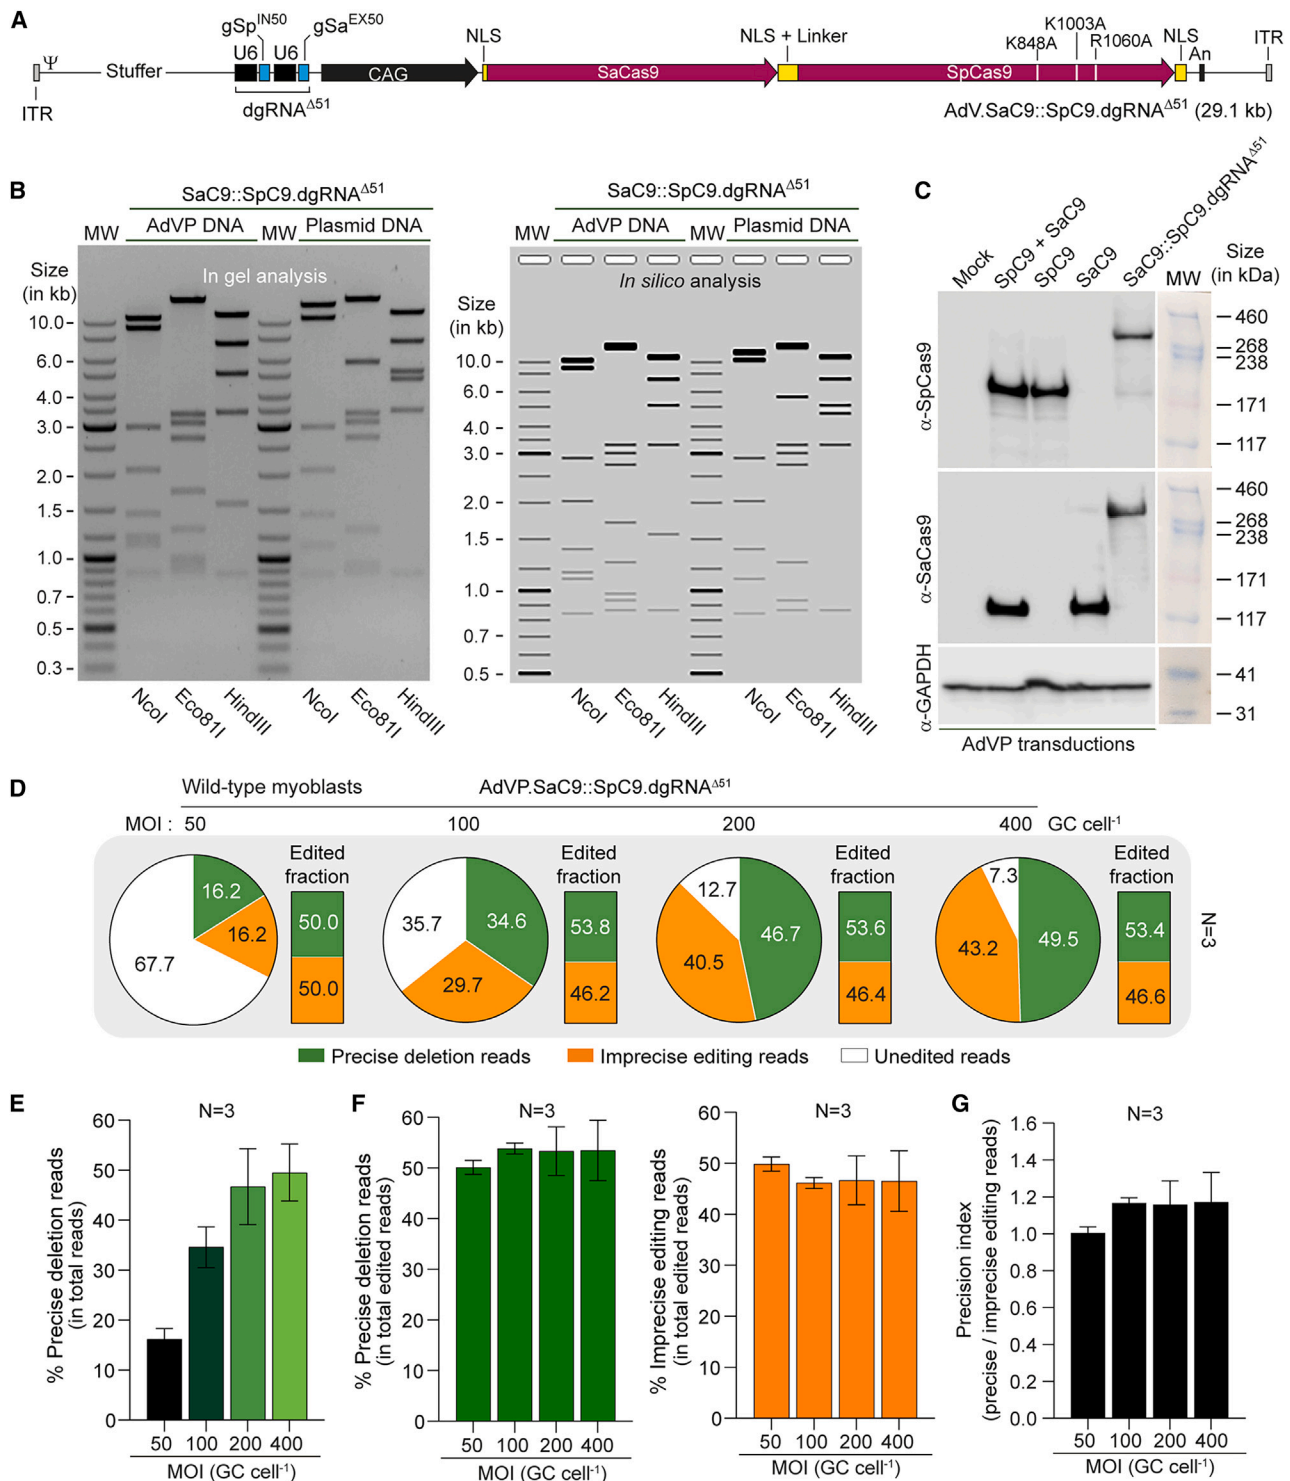 A
gSp^IN50 gSa^EX50
Ψ
Stuffer
U6 U6
CAG
NLS
SaCas9
NLS + Linker
SpCas9
K848A
K1003A
R1060A
NLS
An
ITR
ITR
dgRNA^Δ51
AdV.SaC9::SpC9.dgRNA^Δ51 (29.1 kb)
B
SaC9::SpC9.dgRNA^Δ51
MW AdVP DNA MW Plasmid DNA
Size
(in kb)
In gel analysis
10.0
6.0
4.0
3.0
2.0
1.5
1.0
0.7
0.5
0.3
NcoI Eco81I HindIII NcoI Eco81I HindIII
SaC9::SpC9.dgRNA^Δ51
MW AdVP DNA MW Plasmid DNA
In silico analysis
Size
(in kb)
10.0
6.0
4.0
3.0
2.0
1.5
1.0
0.7
0.5
NcoI Eco81I HindIII NcoI Eco81I HindIII
C
Mock
SpC9 + SaC9
SpC9
SaC9
SaC9::SpC9.dgRNA^Δ51
MW
Size
(in kDa)
α-SpCas9
460
268
238
171
117
α-SaCas9
460
268
238
171
117
α-GAPDH
41
31
AdVP transductions
D
Wild-type myoblasts AdVP.SaC9::SpC9.dgRNA^Δ51
MOI : 50 100 200 400 GC cell⁻¹
16.2
16.2
67.7
Edited
fraction
50.0
50.0
35.7
34.6
29.7
Edited
fraction
53.8
46.2
12.7
46.7
40.5
Edited
fraction
53.6
46.4
7.3
49.5
43.2
Edited
fraction
53.4
46.6
N=3
Precise deletion reads Imprecise editing reads Unedited reads
E
N=3
% Precise deletion reads
(in total reads)
60
50
40
30
20
10
0
50 100 200 400
MOI (GC cell⁻¹)
F
N=3
% Precise deletion reads
(in total edited reads)
60
50
40
30
20
10
0
50 100 200 400
MOI (GC cell⁻¹)
N=3
% Imprecise editing reads
(in total edited reads)
60
50
40
30
20
10
0
50 100 200 400
MOI (GC cell⁻¹)
G
N=3
Precision index
(precise / imprecise editing reads)
1.6
1.4
1.2
1.0
0.8
0.6
0.4
0.2
0.0
50 100 200 400
MOI (GC cell⁻¹)